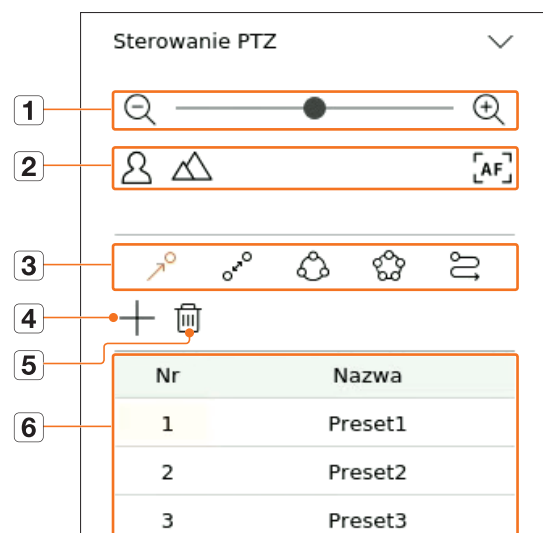 Sterowanie PTZ
1
2
AF
3
4
5
6
Nr Nazwa
1 Preset1
2 Preset2
3 Preset3